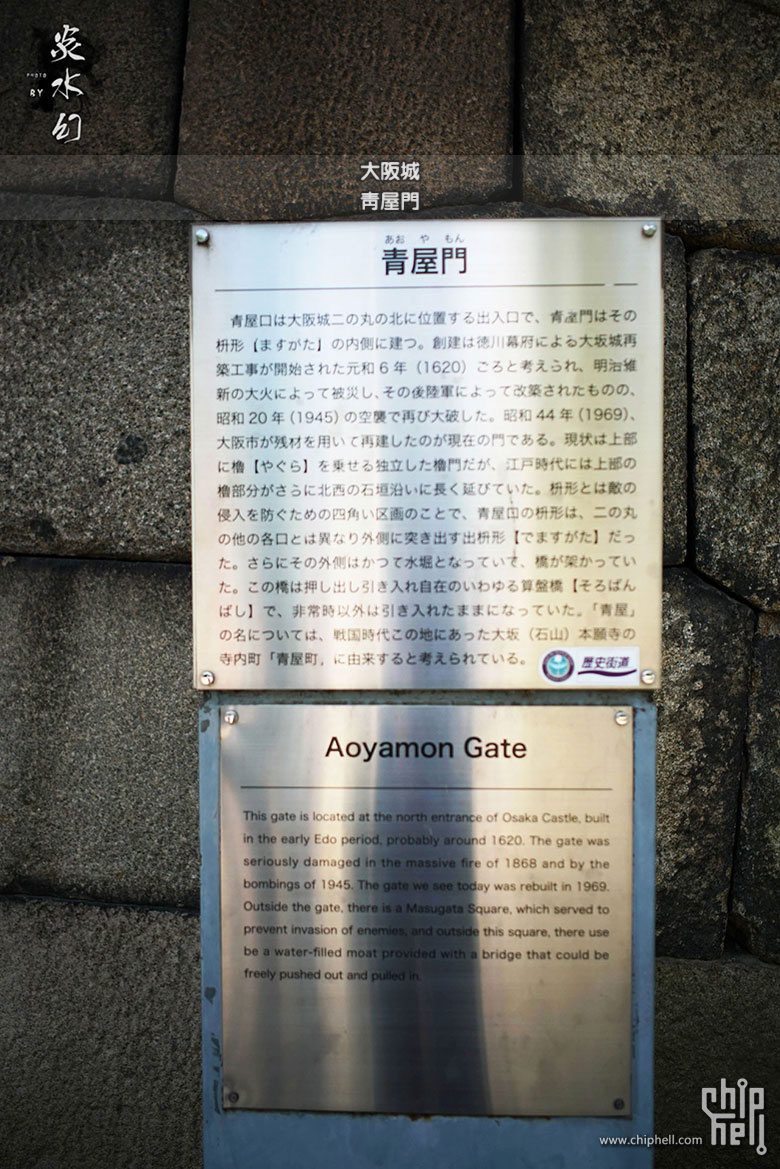 泉水幻
PHOTO
BY
大阪城
青屋門
あお や もん
青屋門
青屋口は大阪城二の丸の北に位置する出入口で、青屋門はその
枡形【ますがた】の内側に建つ。創建は徳川幕府による大坂城再
築工事が開始された元和6年(1620)ごろと考えられ、明治維
新の大火によって被災し、その後陸軍によって改築されたものの、
昭和20年(1945)の空襲で再び大破した。昭和44年(1969)、
大阪市が残材を用いて再建したのが現在の門である。現状は上部
に櫓【やぐら】を乗せる独立した櫓門だが、江戸時代には上部の
櫓部分がさらに北西の石垣沿いに長く延びていた。枡形とは敵の
侵入を防ぐための四角い区画のことで、青屋口の枡形は、二の丸
の他の各口とは異なり外側に突き出す出枡形【でますがた】だっ
た。さらにその外側はかつて水堀となっていて、橋が架かってい
た。この橋は押し出し引き入れ自在のいわゆる算盤橋【そろばん
ばし】で、非常時以外は引き入れたままになっていた。「青屋」
の名については、戦国時代この地にあった大坂(石山)本願寺の
寺内町「青屋町」に由来すると考えられている。
歴史街道
Aoyamon Gate
This gate is located at the north entrance of Osaka Castle, built
in the early Edo period, probably around 1620. The gate was
seriously damaged in the massive fire of 1868 and by the
bombings of 1945. The gate we see today was rebuilt in 1969.
Outside the gate, there is a Masugata Square, which served to
prevent invasion of enemies, and outside this square, there use
be a water-filled moat provided with a bridge that could be
freely pushed out and pulled in.
www.chiphell.com
chip
hell